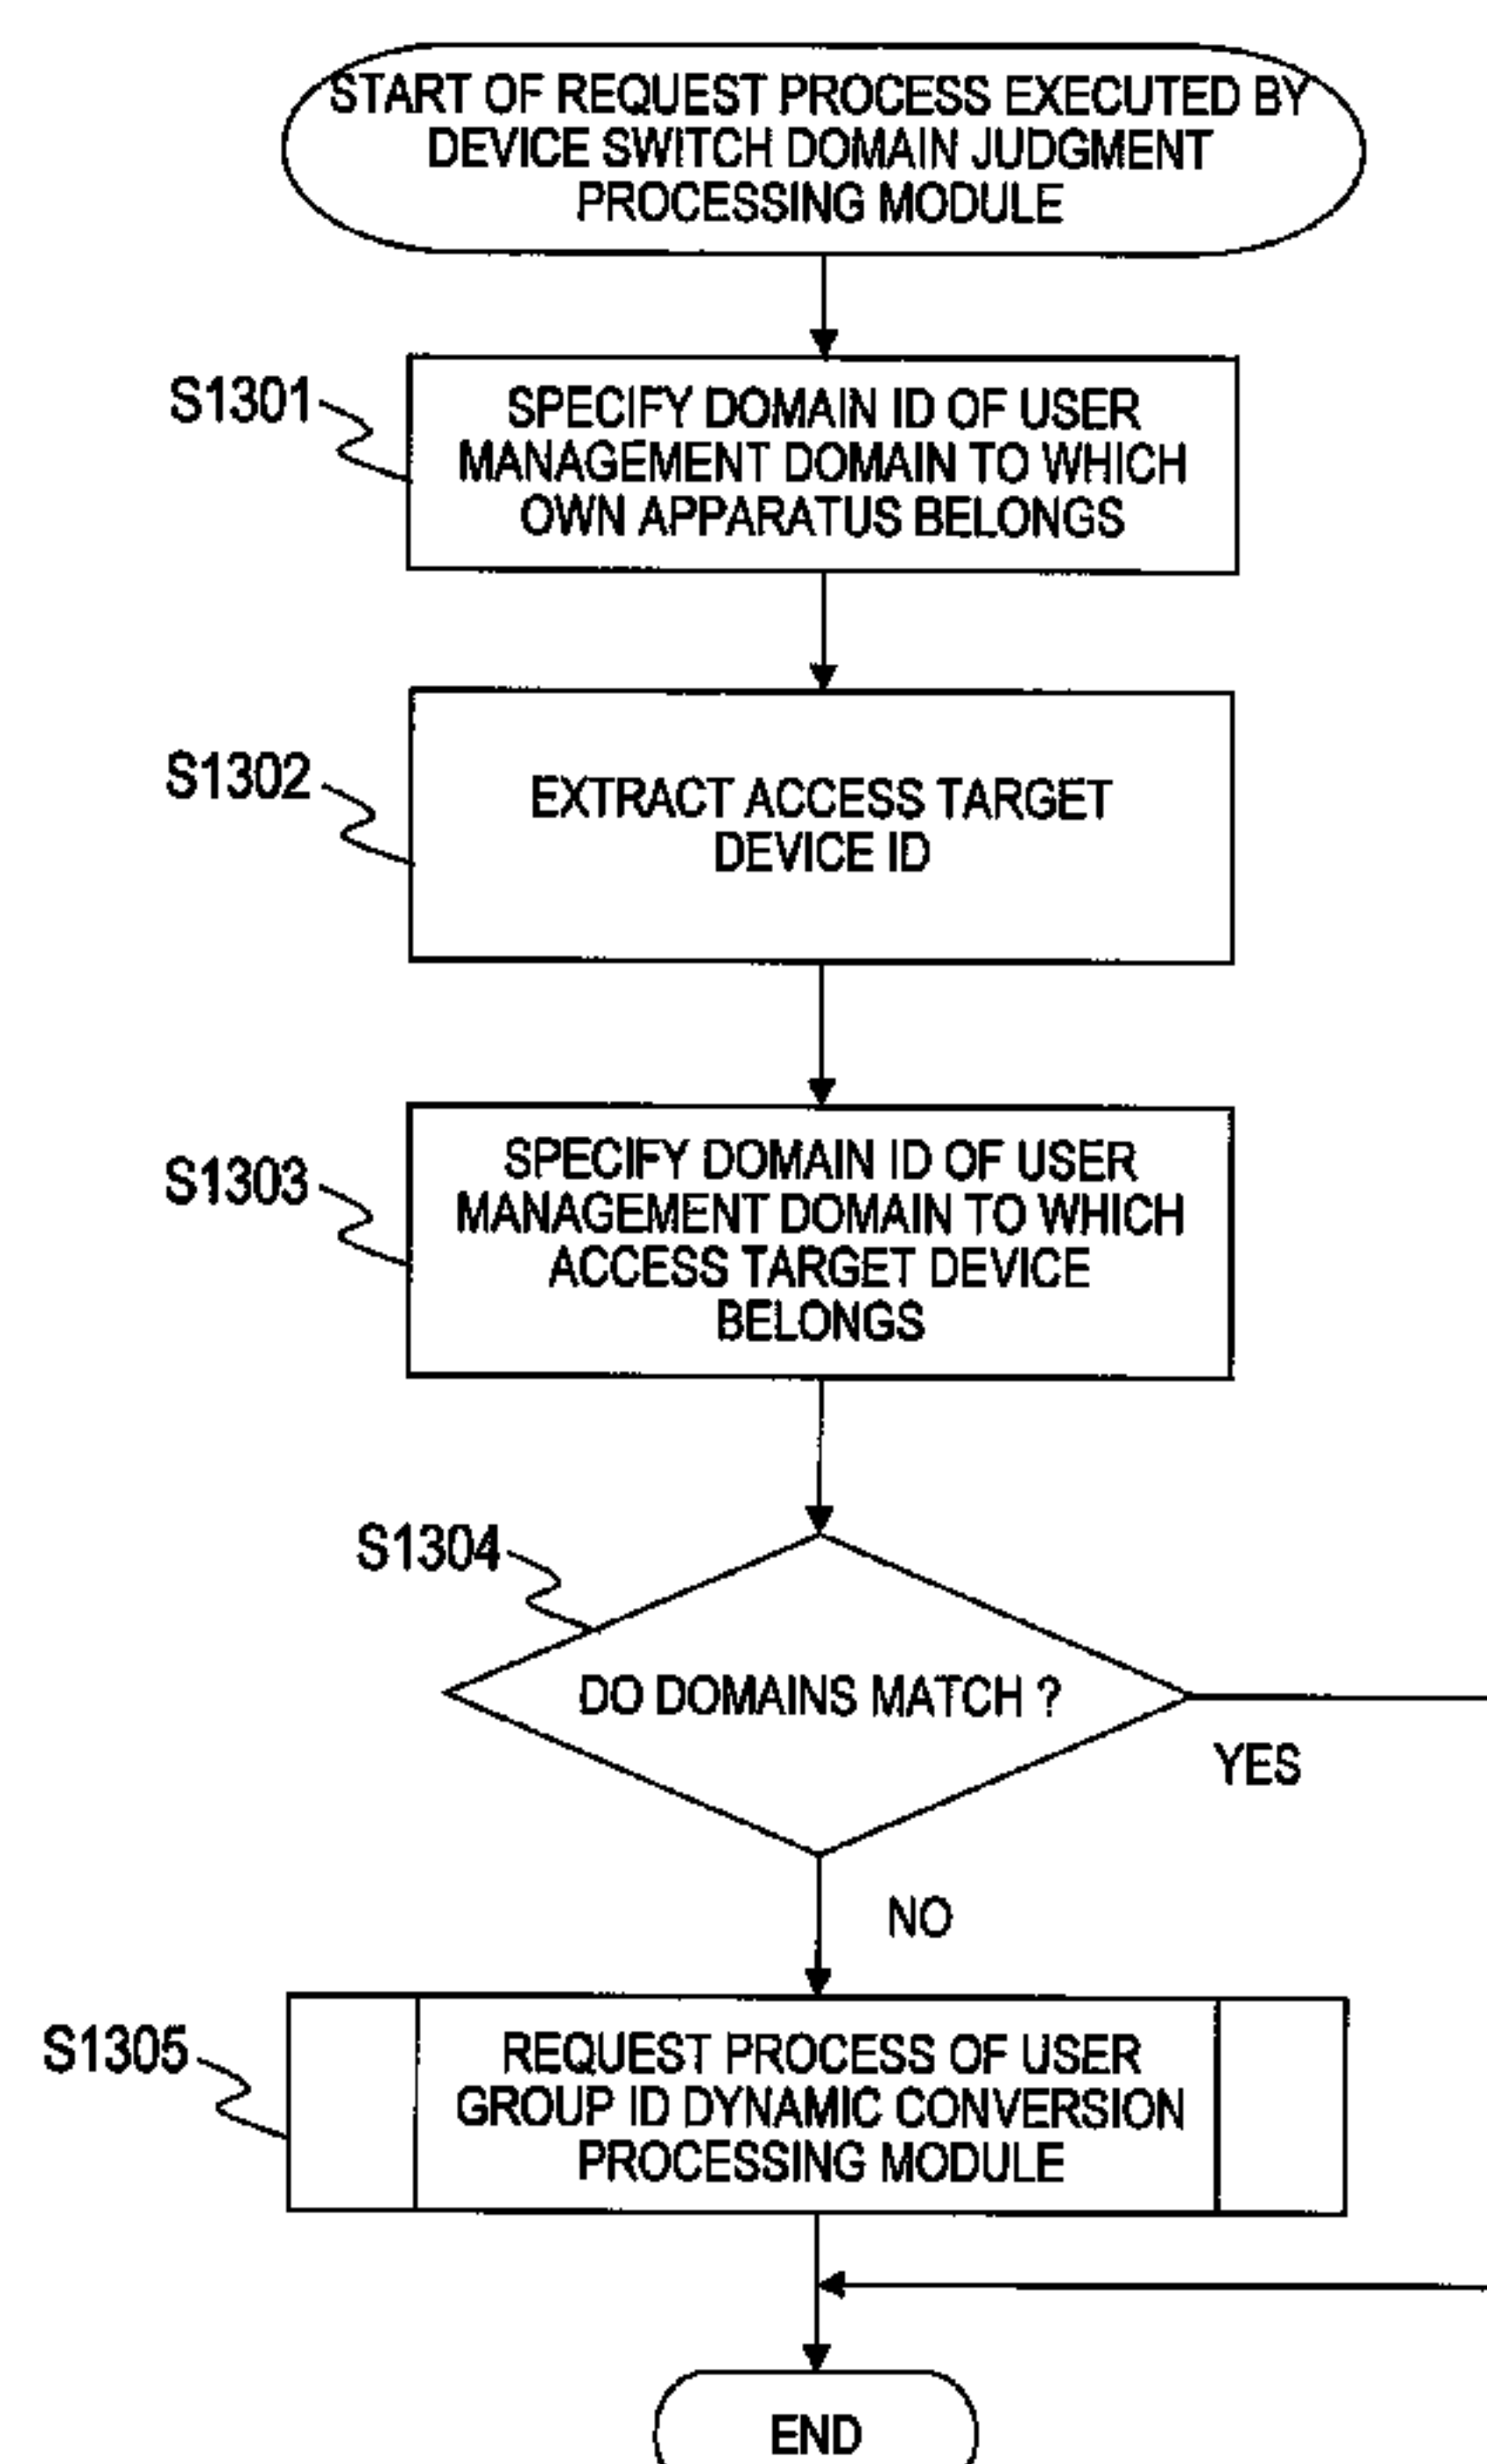 START OF REQUEST PROCESS EXECUTED BY
DEVICE SWITCH DOMAIN JUDGMENT
PROCESSING MODULE
S1301
SPECIFY DOMAIN ID OF USER
MANAGEMENT DOMAIN TO WHICH
OWN APPARATUS BELONGS
S1302
EXTRACT ACCESS TARGET
DEVICE ID
S1303
SPECIFY DOMAIN ID OF USER
MANAGEMENT DOMAIN TO WHICH
ACCESS TARGET DEVICE
BELONGS
S1304
DO DOMAINS MATCH ?
YES
NO
S1305
REQUEST PROCESS OF USER
GROUP ID DYNAMIC CONVERSION
PROCESSING MODULE
END